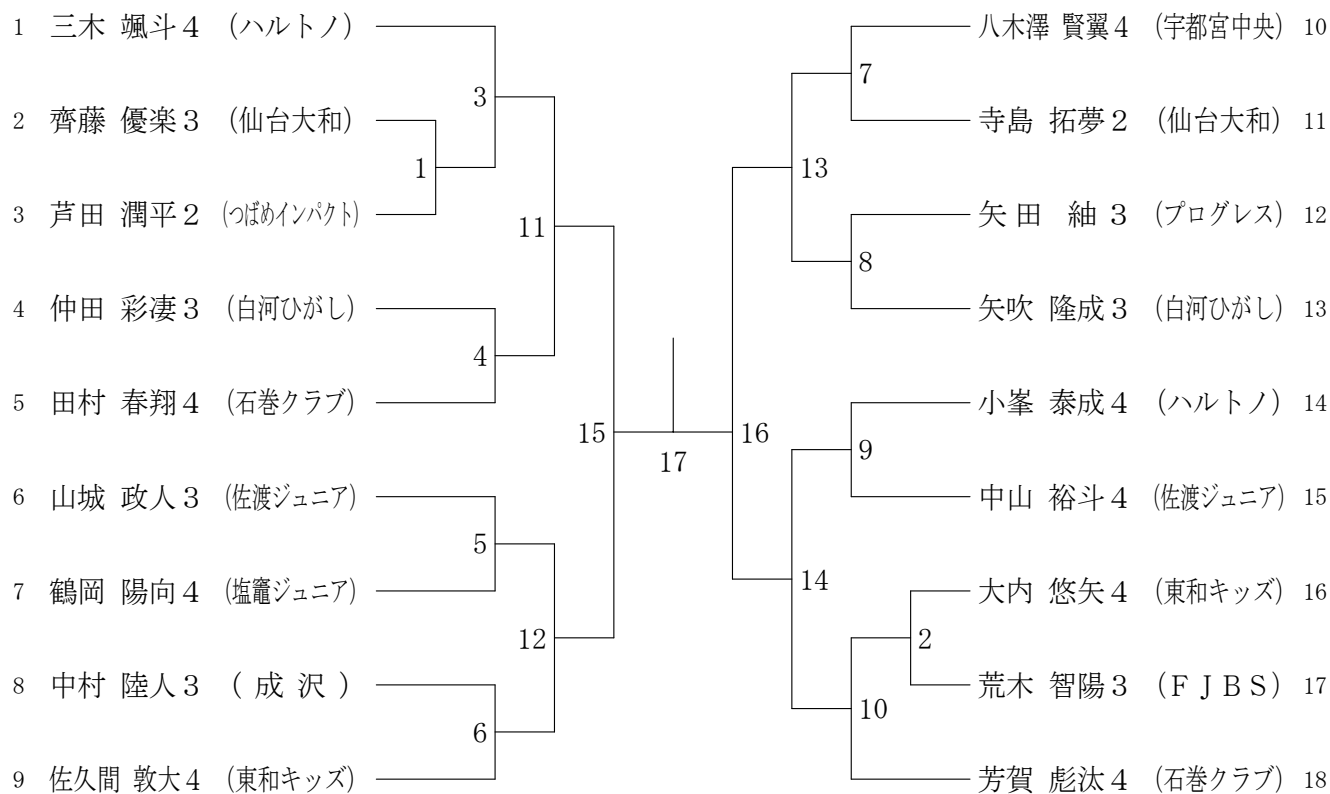 1 三木 颯斗４ （ハルトノ）
2 齊藤 優楽３ （仙台大和）
3 芦田 潤平２ （つばめインパクト）
4 仲田 彩凄３ （白河ひがし）
5 田村 春翔４ （石巻クラブ）
6 山城 政人３ （佐渡ジュニア）
7 鶴岡 陽向４ （塩竈ジュニア）
8 中村 陸人３ （ 成 沢 ）
9 佐久間 敦大４ （東和キッズ）
3
1
11
4
15
5
12
6
17
八木澤 賢翼４ （宇都宮中央） 10
寺島 拓夢２ （仙台大和） 11
矢 田　紬 ３ （プログレス） 12
矢吹 隆成３ （白河ひがし） 13
小峯 泰成４ （ハルトノ） 14
中山 裕斗４ （佐渡ジュニア） 15
大内 悠矢４ （東和キッズ） 16
荒木 智陽３ （ＦＪＢＳ） 17
芳賀 彪汰４ （石巻クラブ） 18
7
13
8
16
9
14
2
10